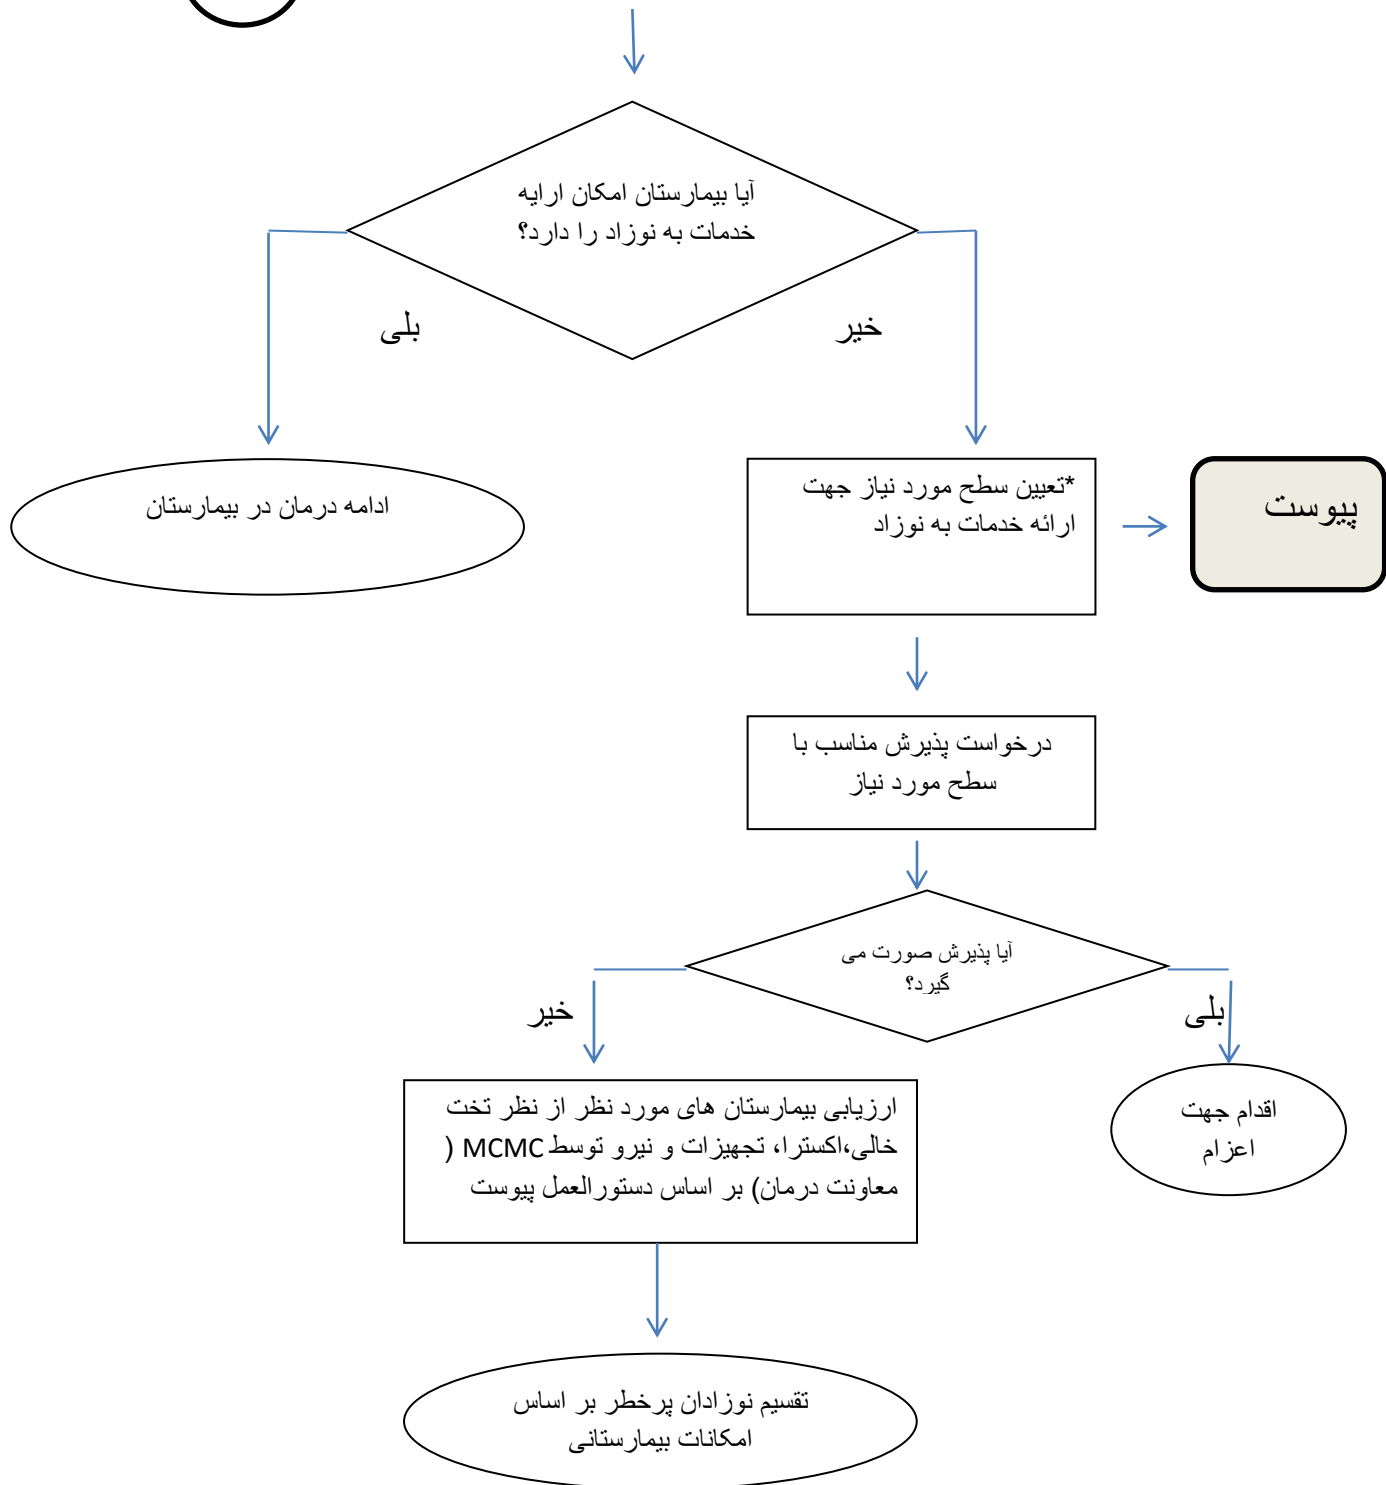 آیا بیمارستان امکان ارایه
خدمات به نوزاد را دارد؟
خیر
بلی
ادامه درمان در بیمارستان
*تعیین سطح مورد نیاز جهت
ارائه خدمات به نوزاد
پیوست
درخواست پذیرش مناسب با
سطح مورد نیاز
آیا پذیرش صورت می
گیرد؟
بلی
خیر
اقدام جهت
اعزام
ارزیابی بیمارستان های مورد نظر از نظر تخت
خالی،اکسترا، تجهیزات و نیرو توسط MCMC (
معاونت درمان) بر اساس دستورالعمل پیوست
تقسیم نوزادان پرخطر بر اساس
امکانات بیمارستانی